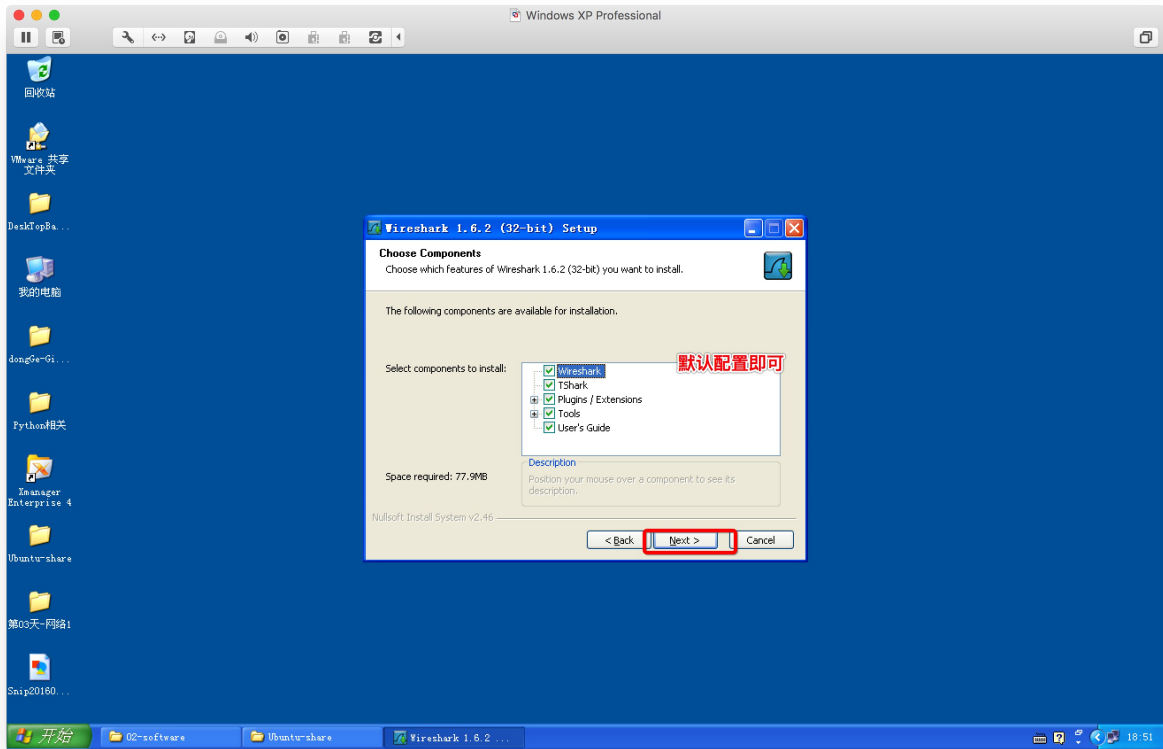 Windows XP Professional
回收站
VMware 共享
文件夹
DeskTopBa...
我的电脑
dongGe-Gi...
Python相关
Xmanager
Enterprise 4
Ubuntu-share
第03天-网络1
Snip20160...
Wireshark 1.6.2 (32-bit) Setup
Choose Components
Choose which features of Wireshark 1.6.2 (32-bit) you want to install.
The following components are available for installation.
默认配置即可
Select components to install:
Wireshark
TShark
Plugins / Extensions
Tools
User's Guide
Space required: 77.9MB
Description
Position your mouse over a component to see its
description.
Nullsoft Install System v2.46
< Back
Next >
Cancel
开始
02-software
Ubuntu-share
Wireshark 1.6.2 ...
18:51